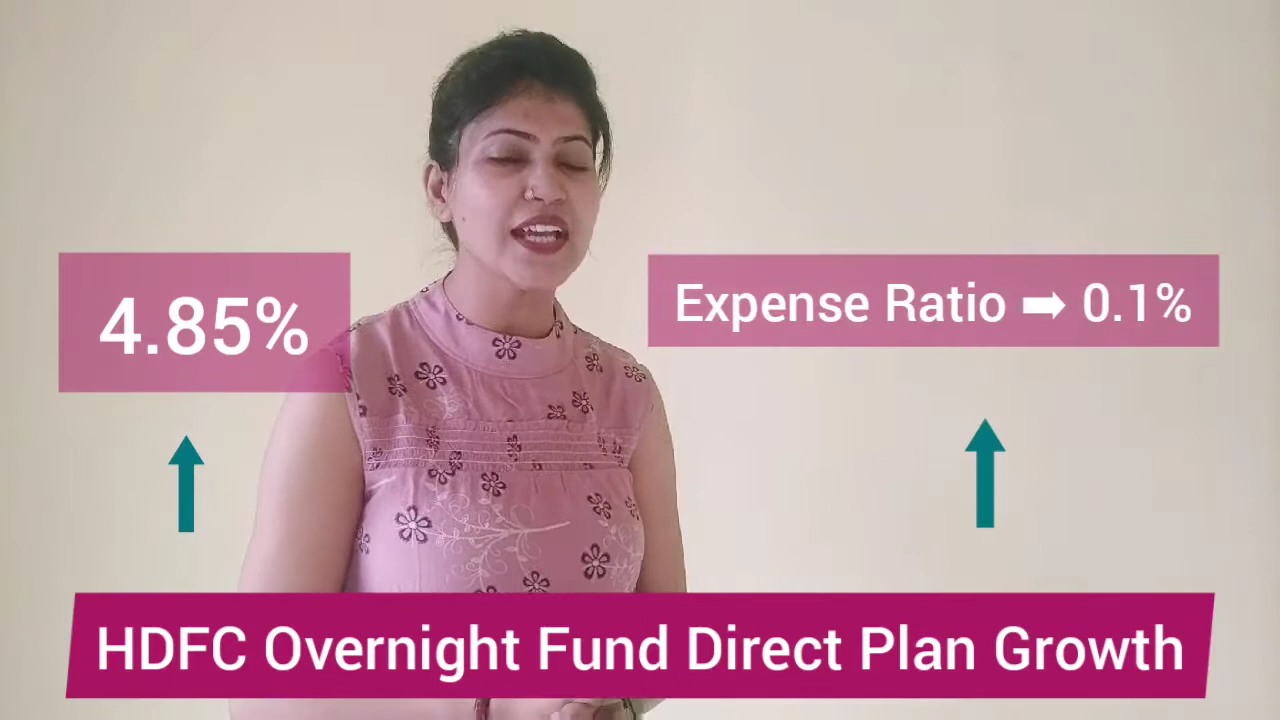 4.85%
Expense Ratio ➡ 0.1%
HDFC Overnight Fund Direct Plan Growth